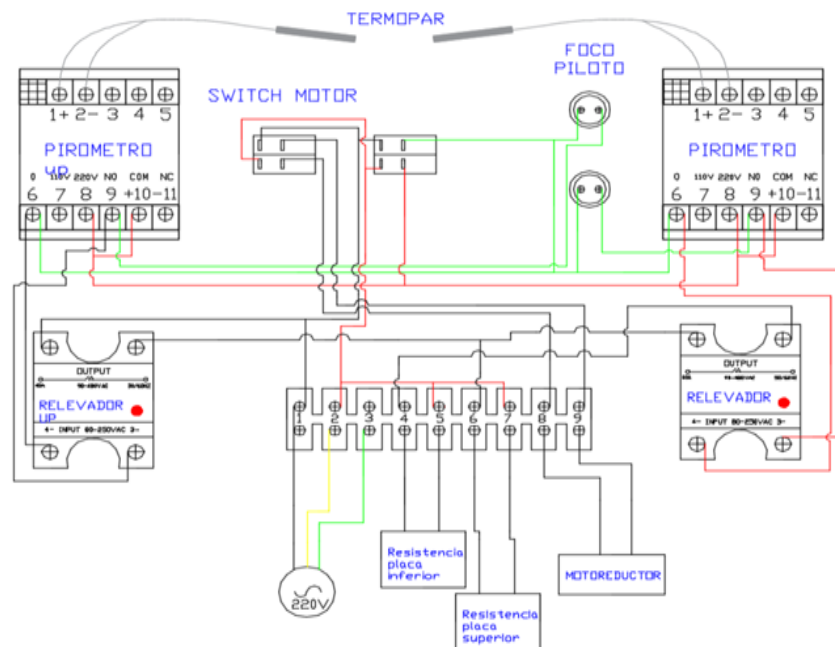 TERMOPAR
FOCO
PILOTO
SWITCH MOTOR
1+ 2- 3 4 5
PIROMETRO
UP
0 110V 220V NO COM NC
6 7 8 9 +10 -11
1+ 2- 3 4 5
PIROMETRO
0 110V 220V NO COM NC
6 7 8 9 +10 -11
OUTPUT
RELEVADOR
UP
4- INPUT 80-250VAC 3-
OUTPUT
RELEVADOR
4- INPUT 80-250VAC 3-
1 2 3 4 5 6 7 8 9
220V
Resistencia
placa
inferior
Resistencia
placa
superior
MOTOREDUCTOR